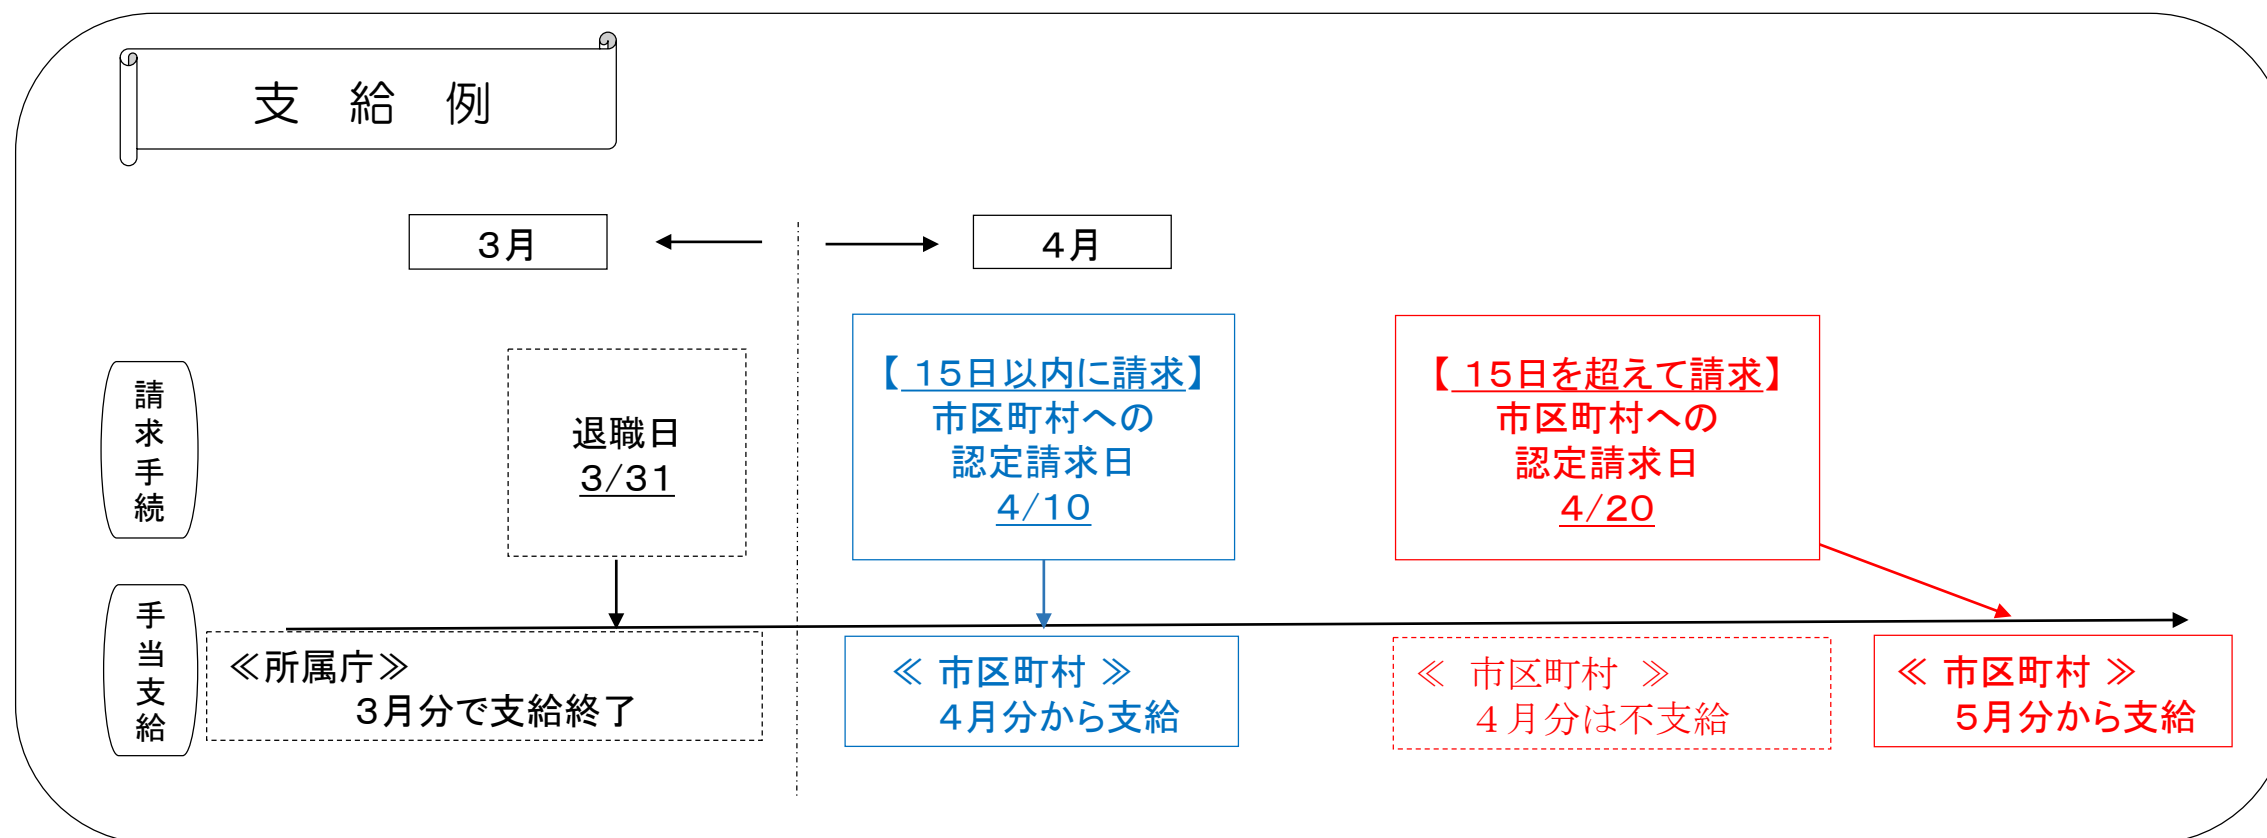 支 給 例
３月
４月
請求手続
退職日
3/31
【 15日以内に請求】
市区町村への
認定請求日
4/10
【 15日を超えて請求】
市区町村への
認定請求日
4/20
手当支給
≪所属庁≫
３月分で支給終了
≪ 市区町村 ≫
４月分から支給
≪ 市区町村 ≫
４月分は不支給
≪ 市区町村 ≫
５月分から支給